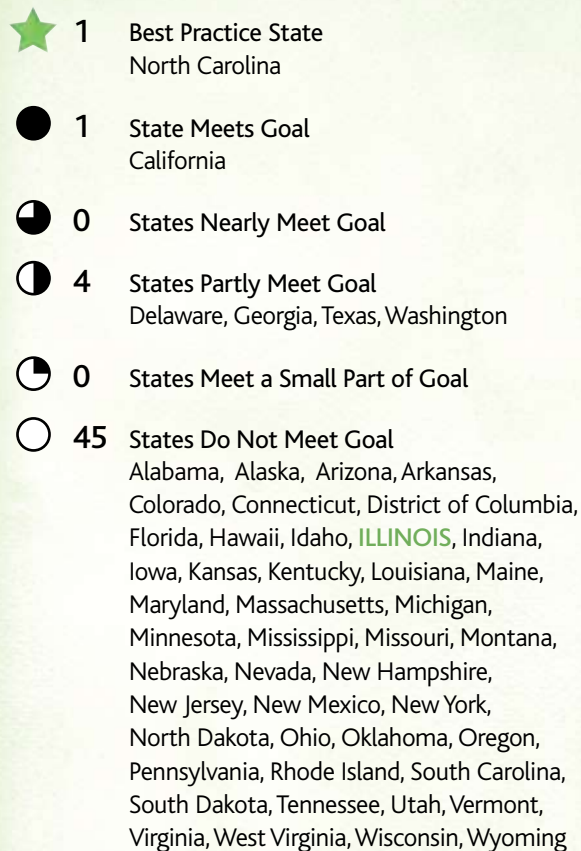 1 Best Practice State
North Carolina
1 State Meets Goal
California
0 States Nearly Meet Goal
4 States Partly Meet Goal
Delaware, Georgia, Texas, Washington
0 States Meet a Small Part of Goal
45 States Do Not Meet Goal
Alabama, Alaska, Arizona, Arkansas,
Colorado, Connecticut, District of Columbia,
Florida, Hawaii, Idaho, ILLINOIS, Indiana,
Iowa, Kansas, Kentucky, Louisiana, Maine,
Maryland, Massachusetts, Michigan,
Minnesota, Mississippi, Missouri, Montana,
Nebraska, Nevada, New Hampshire,
New Jersey, New Mexico, New York,
North Dakota, Ohio, Oklahoma, Oregon,
Pennsylvania, Rhode Island, South Carolina,
South Dakota, Tennessee, Utah, Vermont,
Virginia, West Virginia, Wisconsin, Wyoming